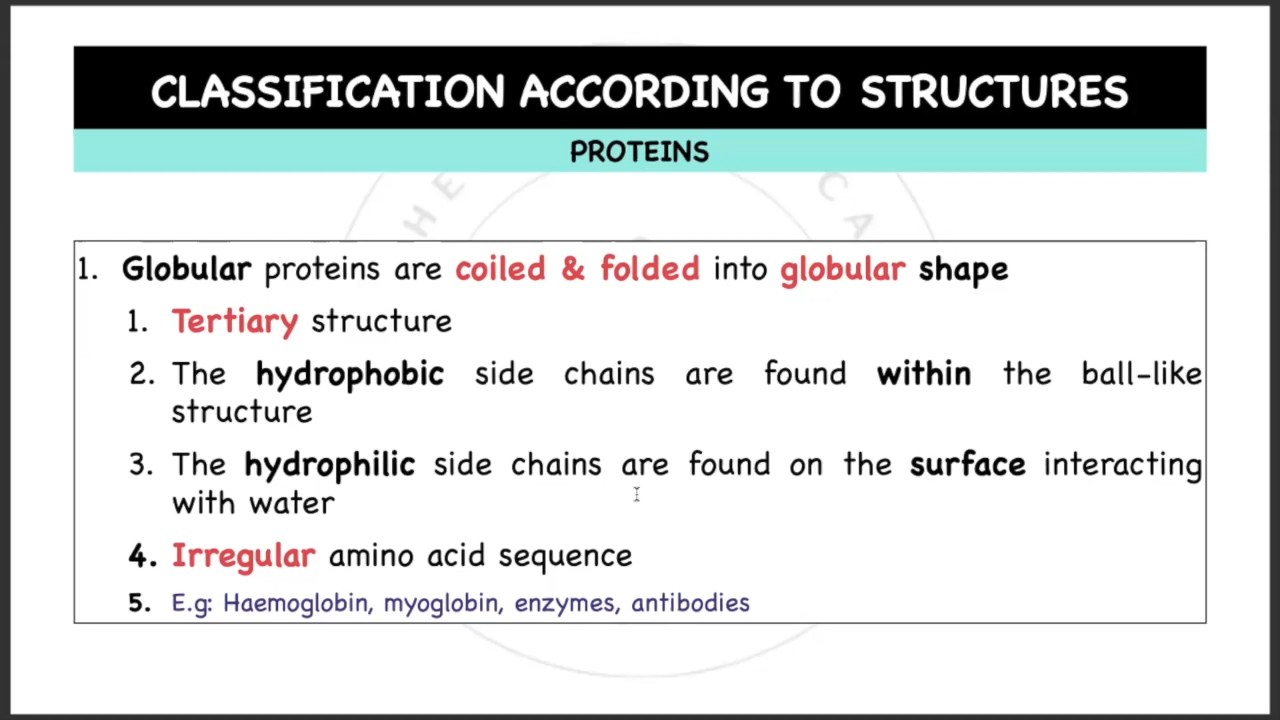 CLASSIFICATION ACCORDING TO STRUCTURES
PROTEINS
HE
CA
1. Globular proteins are coiled & folded into globular shape
1. Tertiary structure
2. The hydrophobic side chains are found within the ball-like
structure
3. The hydrophilic side chains are found on the surface interacting
with water
4. Irregular amino acid sequence
5. E.g: Haemoglobin, myoglobin, enzymes, antibodies